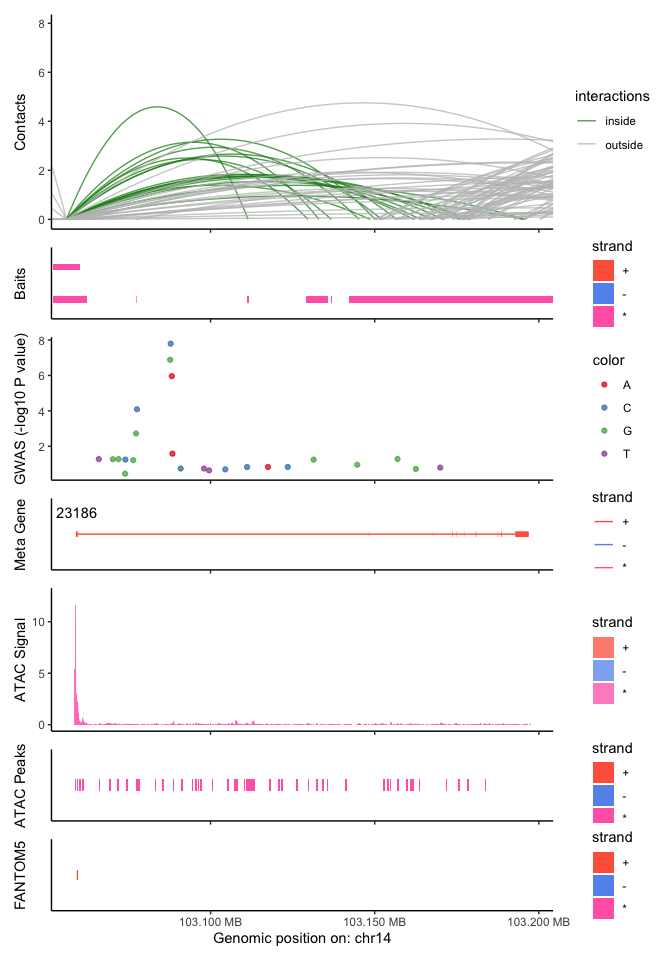 8
6
4
2
0
Contacts
interactions
inside
outside
Baits
strand
+
-
*
8
6
4
2
GWAS (-log10 P value)
color
A
C
G
T
Meta Gene
23186
strand
+
-
*
10
5
0
ATAC Signal
strand
+
-
*
ATAC Peaks
strand
+
-
*
FANTOM5
strand
+
-
*
103.100 MB 103.150 MB 103.200 MB
Genomic position on: chr14